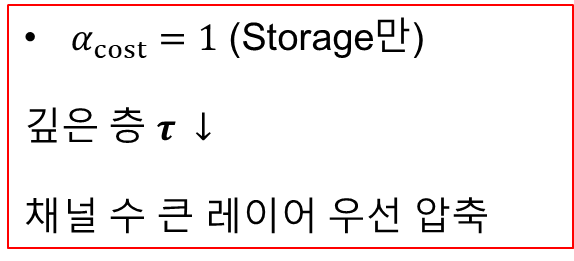 • α_cost = 1 (Storage만)
깊은 층 τ ↓
채널 수 큰 레이어 우선 압축